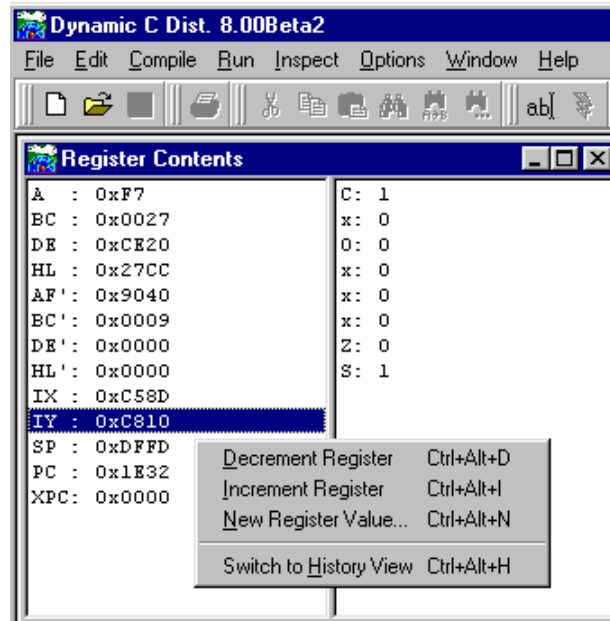 Dynamic C Dist. 8.00Beta2
File Edit Compile Run Inspect Options Window Help
ab
Register Contents
A : 0xF7
BC : 0x0027
DE : 0xCE20
HL : 0x27CC
AF': 0x9040
BC': 0x0009
DE': 0x0000
HL': 0x0000
IX : 0xC58D
IY : 0xC810
SP : 0xDFFD
PC : 0x1E32
XPC: 0x0000
C: 1
x: 0
O: 0
x: 0
x: 0
x: 0
Z: 0
S: 1
Decrement Register Ctrl+Alt+D
Increment Register Ctrl+Alt+I
New Register Value... Ctrl+Alt+N
Switch to History View Ctrl+Alt+H